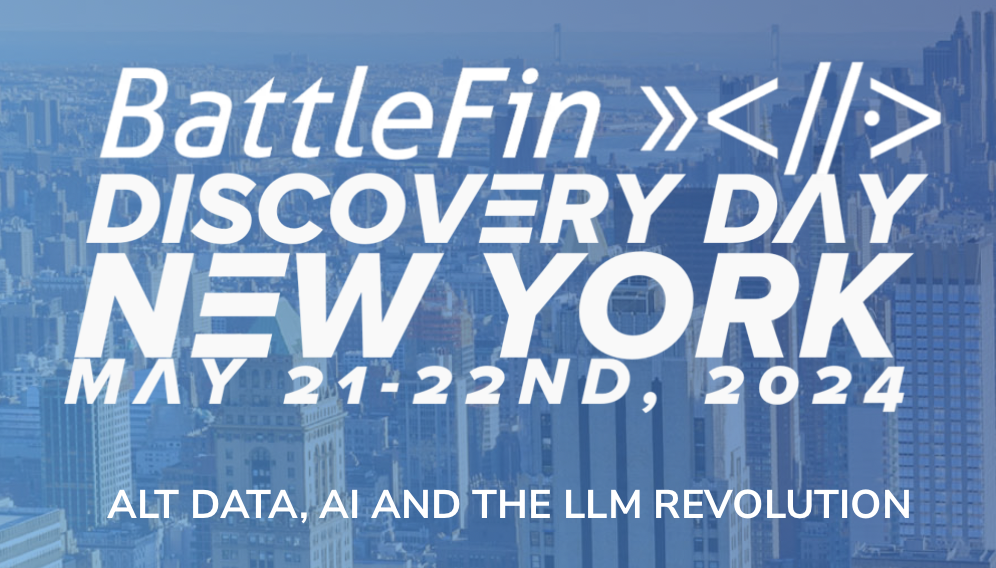 BattleFin »<//·>
DISCOVERY DAY
NEW YORK
MAY 21-22ND, 2024
ALT DATA, AI AND THE LLM REVOLUTION